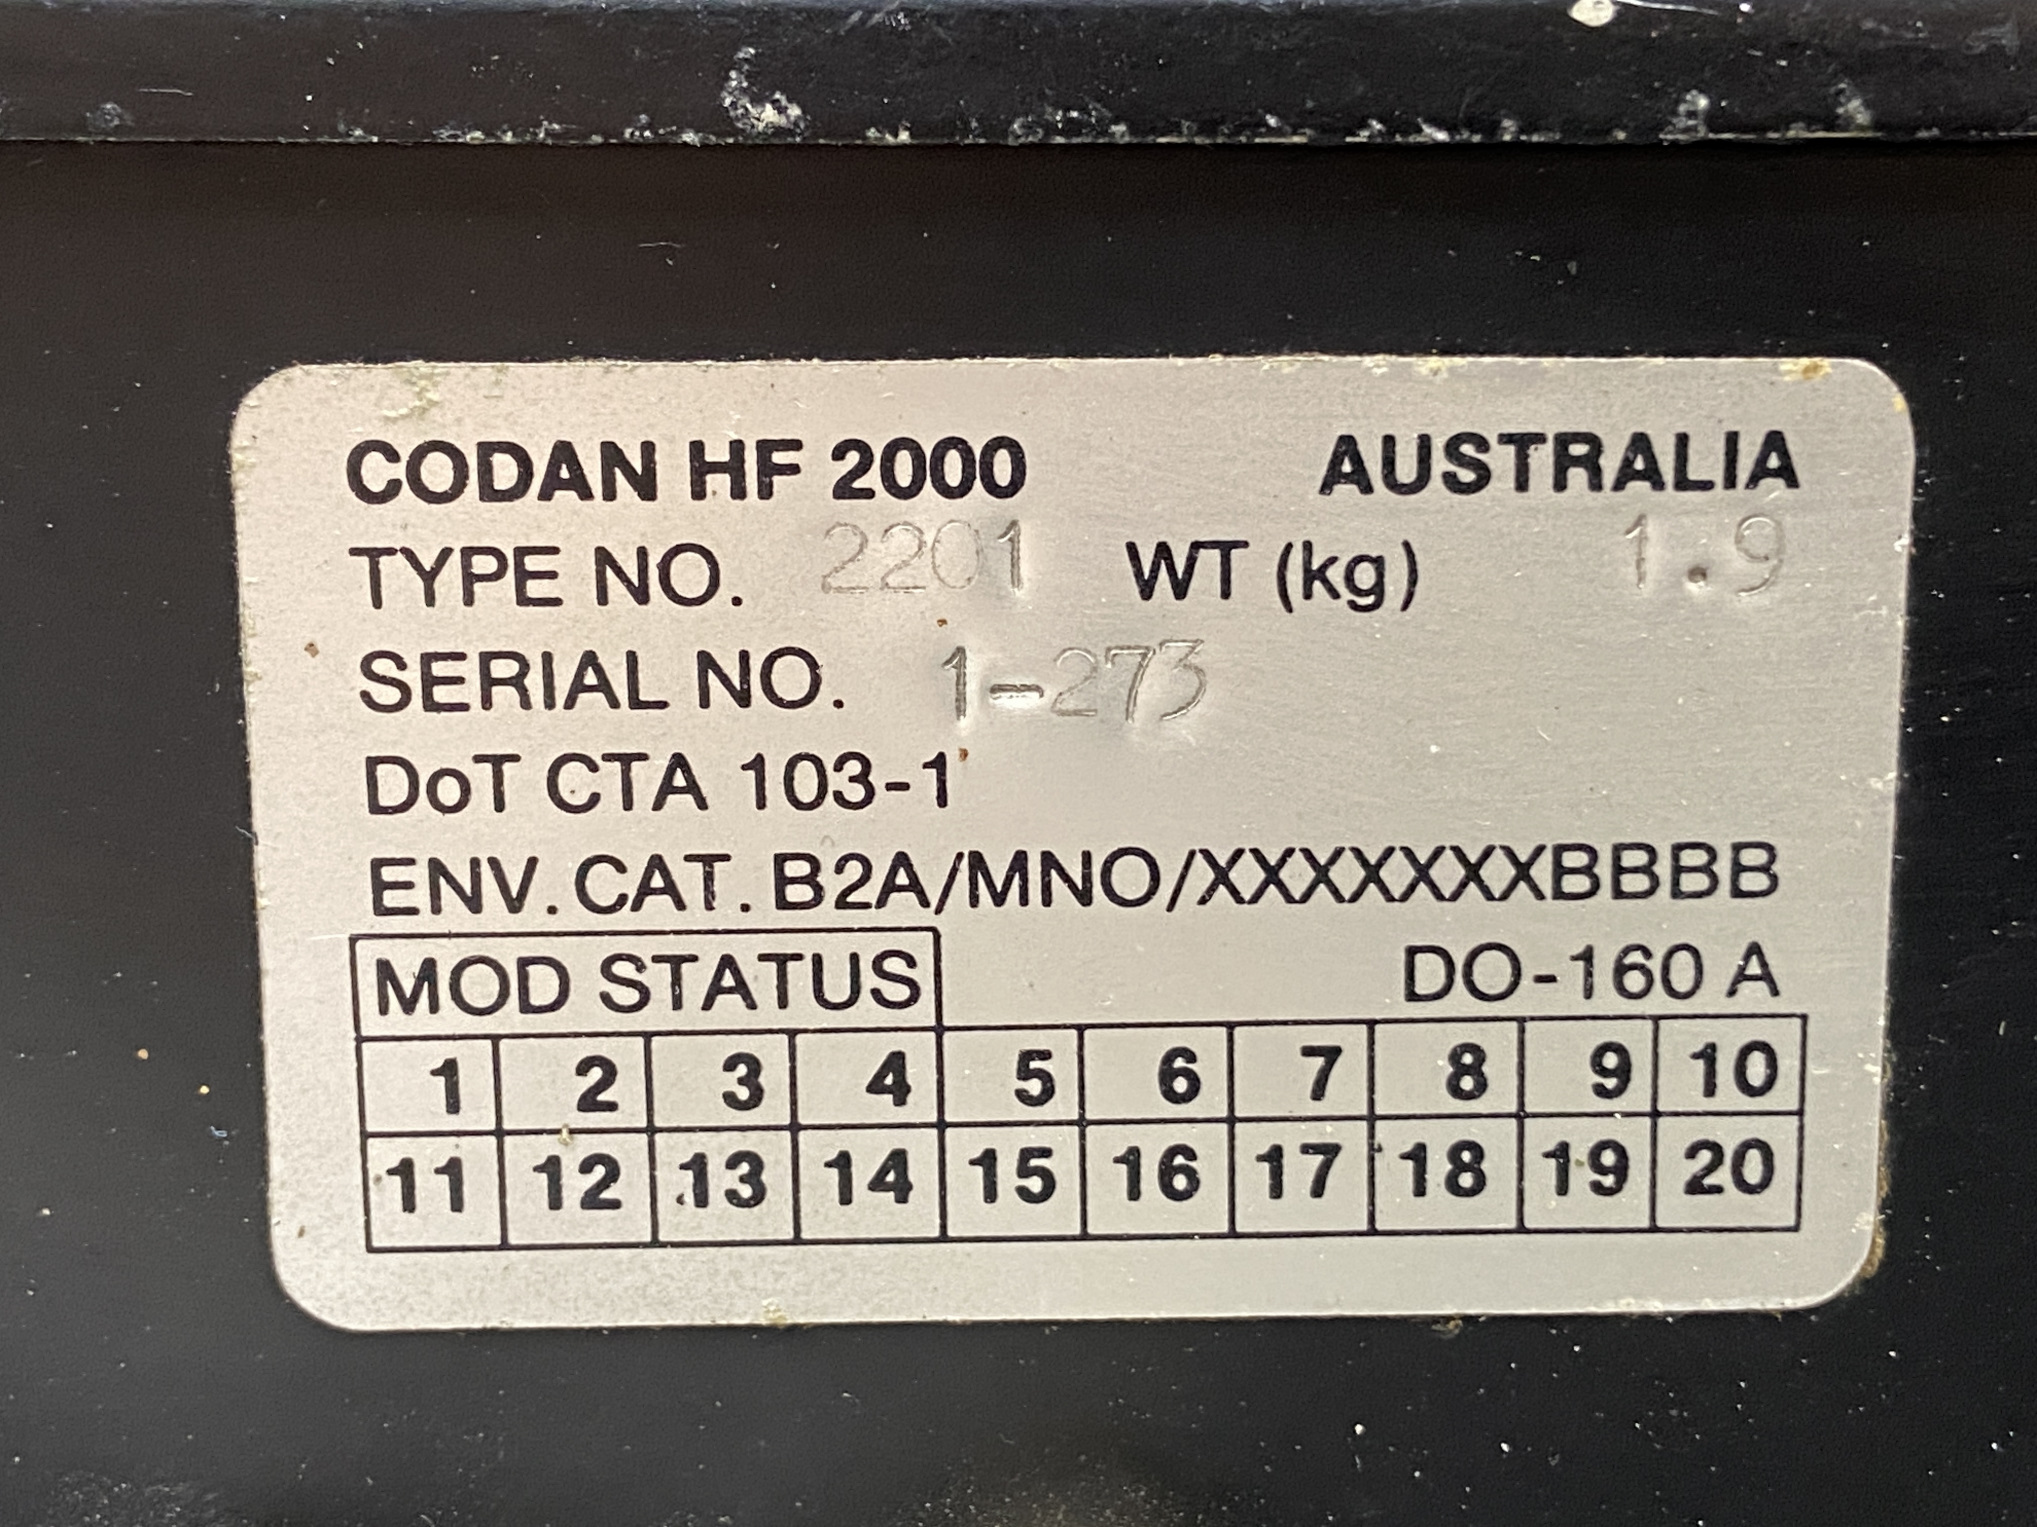 CODAN HF 2000 AUSTRALIA
TYPE NO. 2201 WT (kg) 1.9
SERIAL NO. 1-273
DoT CTA 103-1
ENV. CAT. B2A/MNO/XXXXXXXBBBB
MOD STATUS DO-160 A
1 2 3 4 5 6 7 8 9 10
11 12 13 14 15 16 17 18 19 20